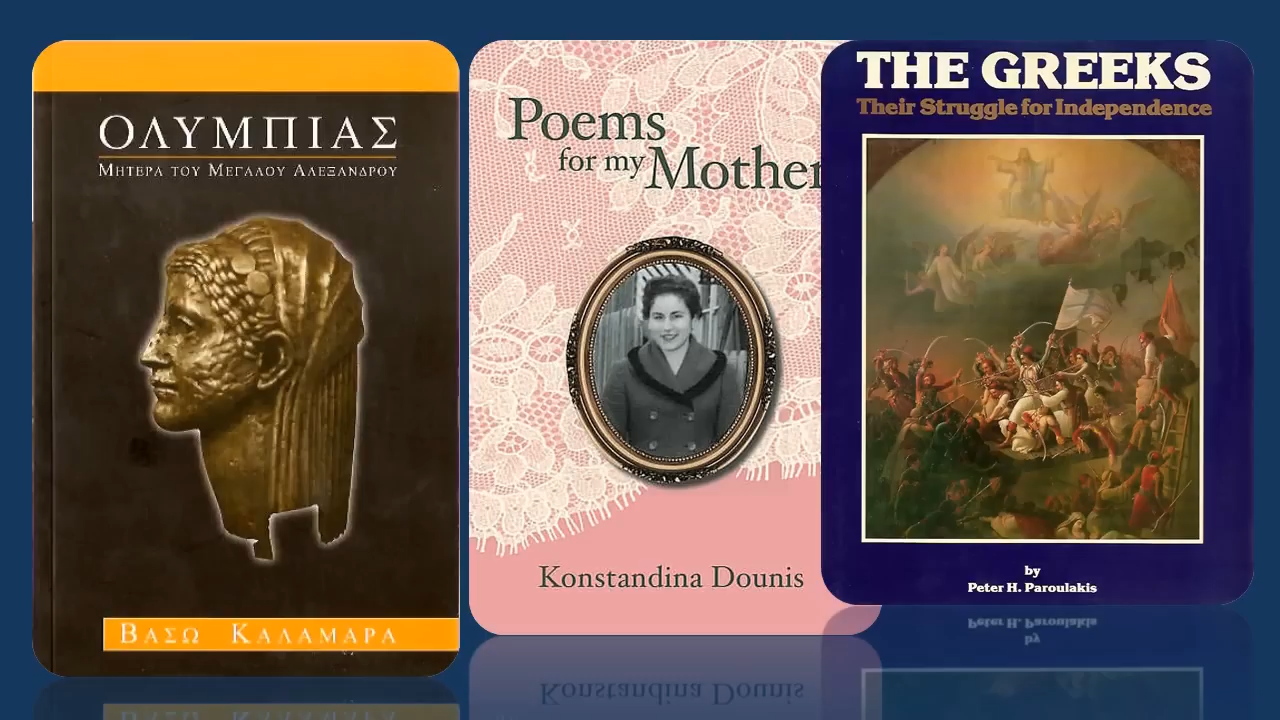 ΟΛΥΜΠΙΑΣ
ΜΗΤΕΡΑ ΤΟΥ ΜΕΓΑΛΟΥ ΑΛΕΞΑΝΔΡΟΥ
ΒΑΣΩ ΚΑΛΑΜΑΡΑ
Poems
for my Mother
Konstandina Dounis
THE GREEKS
Their Struggle for Independence
by
Peter H. Paroulakis